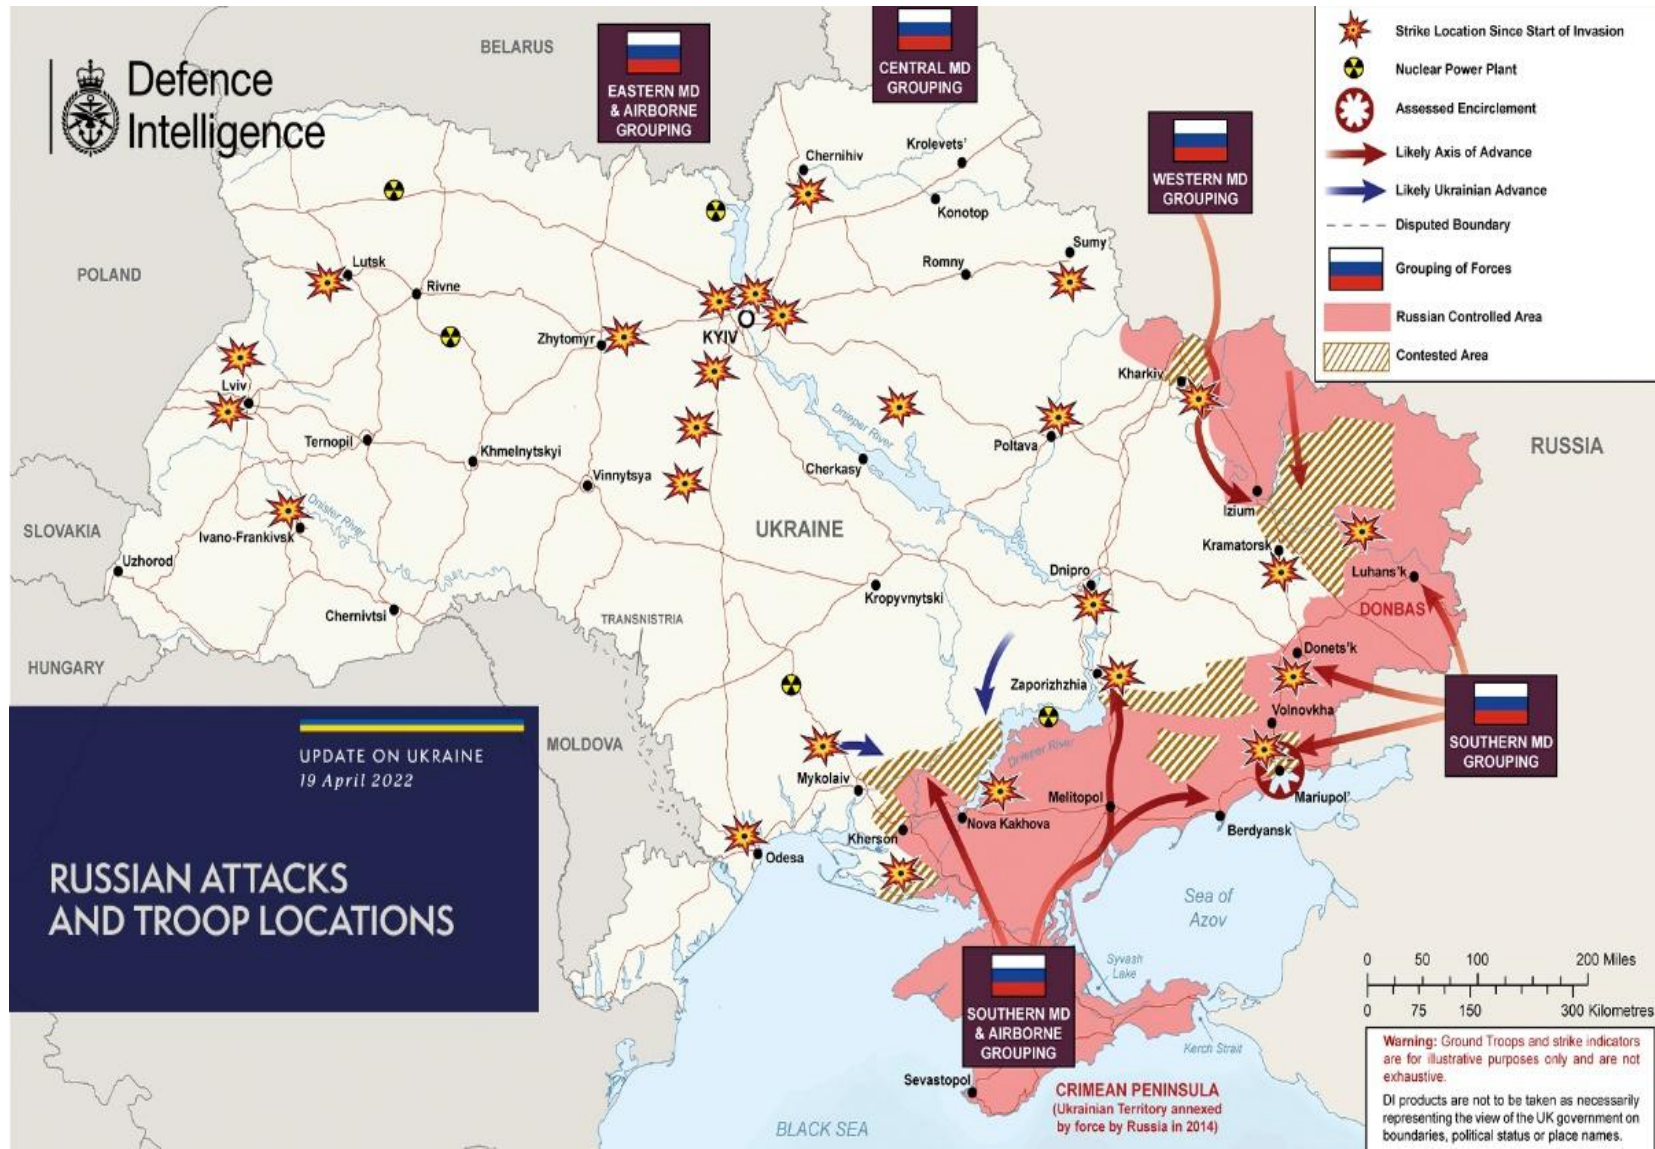 Defence
Intelligence
BELARUS
EASTERN MD
& AIRBORNE
GROUPING
CENTRAL MD
GROUPING
WESTERN MD
GROUPING
Strike Location Since Start of Invasion
Nuclear Power Plant
Assessed Encirclement
Likely Axis of Advance
Likely Ukrainian Advance
Disputed Boundary
Grouping of Forces
Russian Controlled Area
Contested Area
POLAND
Chernihiv
Krolevets'
Konotop
Sumy
Romny
Lutsk
Rivne
Zhytomyr
KYIV
Kharkiv
Lviv
Ternopil
Khmelnytskyi
Vinnytsya
Dnieper River
Cherkasy
Poltava
RUSSIA
Dnister River
Izium
SLOVAKIA
Ivano-Frankivsk
UKRAINE
Kramatorsk
Uzhorod
Chernivtsi
Kropyvnytski
Dnipro
Luhans'k
DONBAS
TRANSNISTRIA
HUNGARY
Donets'k
Zaporizhzhia
Volnovkha
MOLDOVA
Dnieper River
SOUTHERN MD
GROUPING
Mykolaiv
Melitopol
Mariupol'
Kherson
Nova Kakhova
Berdyansk
Odesa
UPDATE ON UKRAINE
19 April 2022
RUSSIAN ATTACKS
AND TROOP LOCATIONS
Sea of
Azov
Syvash
Lake
SOUTHERN MD
& AIRBORNE
GROUPING
Kerch Strait
Sevastopol
CRIMEAN PENINSULA
(Ukrainian Territory annexed
by force by Russia in 2014)
BLACK SEA
0 50 100 200 Miles
0 75 150 300 Kilometres
Warning: Ground Troops and strike indicators
are for illustrative purposes only and are not
exhaustive.
DI products are not to be taken as necessarily
representing the view of the UK government on
boundaries, political status or place names.